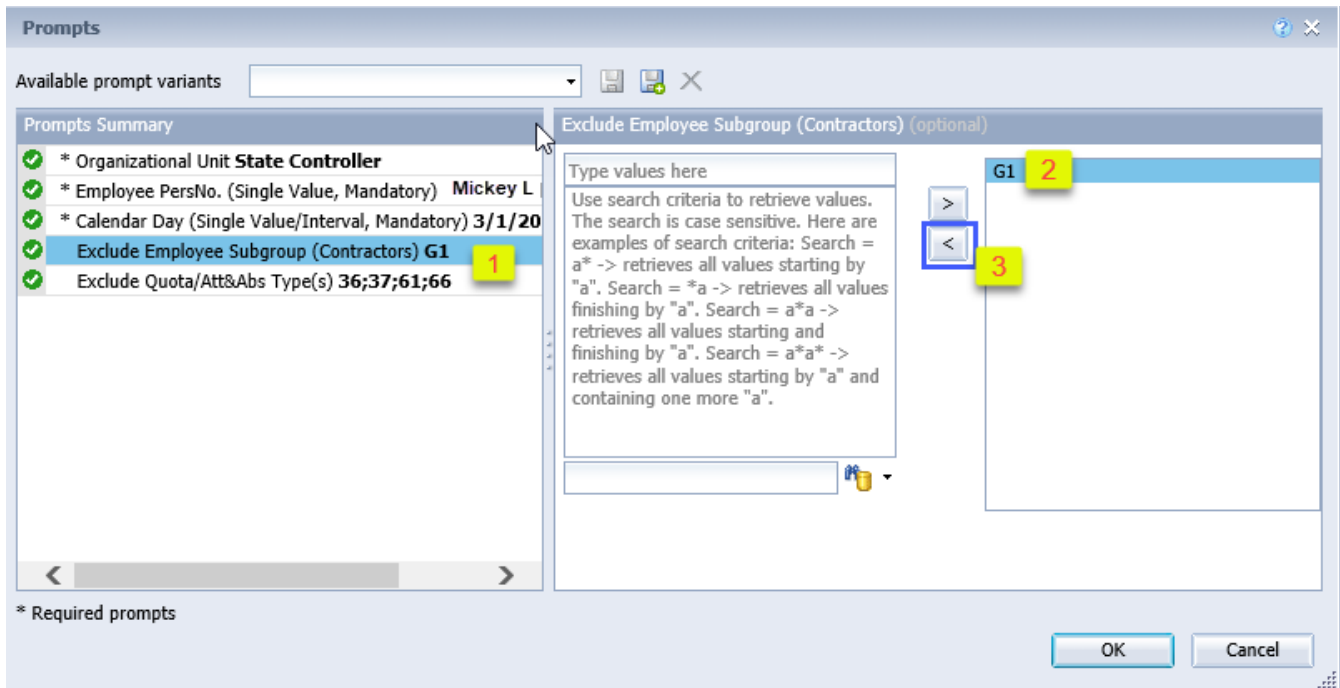 Prompts
Available prompt variants
Prompts Summary
* Organizational Unit State Controller
* Employee PersNo. (Single Value, Mandatory) Mickey L
* Calendar Day (Single Value/Interval, Mandatory) 3/1/20
Exclude Employee Subgroup (Contractors) G1
1
Exclude Quota/Att&Abs Type(s) 36;37;61;66
* Required prompts
Exclude Employee Subgroup (Contractors) (optional)
Type values here
Use search criteria to retrieve values.
The search is case sensitive. Here are
examples of search criteria: Search =
a* -> retrieves all values starting by
"a". Search = *a -> retrieves all values
finishing by "a". Search = a*a ->
retrieves all values starting and
finishing by "a". Search = a*a* ->
retrieves all values starting by "a" and
containing one more "a".
>
<
3
G1 2
OK
Cancel